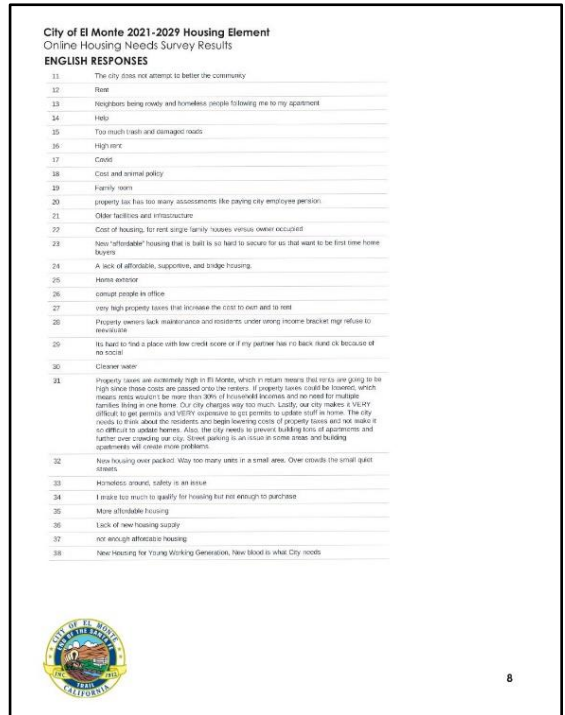 City of El Monte 2021-2029 Housing Element
Online Housing Needs Survey Results
ENGLISH RESPONSES
11 The city does not attempt to better the community
12 Rent
13 Neighbors being rowdy and homeless people following me to my apartment
14 Help
15 Too much trash and damaged roads
16 High rent
17 Covid
18 Cost and animal policy
19 Family room
20 property tax has too many assessments like paying city employee pension
21 Older facilities and infrastructure
22 Cost of housing, for rent single family houses versus owner occupied
23 New "affordable" housing that is built is so hard to secure for us that want to be first time home
buyers
24 A lack of affordable, supportive, and bridge housing.
25 Home exterior
26 corrupt people in office
27 very high property taxes that increase the cost to own and to rent
28 Property owners lack maintenance and residents under wrong income bracket mgr refuse to
reevaluate
29 Its hard to find a place with low credit score or if my partner has no back round ck because of
no social
30 Cleaner water
31 Property taxes are extremely high in El Monte, which in return means that rents are going to be
high since those costs are passed onto the renters. If property taxes could be lowered, which
means rents wouldn't be more than 30% of household incomes and no need for multiple
families living in one home. Our city charges way too much. Lastly, our city makes it VERY
difficult to get permits and VERY expensive to get permits to update stuff in home. The city
needs to think about the residents and begin lowering costs of property taxes and not make it
so difficult to update homes. Also, the city needs to prevent building tons of apartments and
further over crowding our city. Street parking is an issue in some areas and building
apartments will create more problems.
32 New housing over packed. Way too many units in a small area. Over crowds the small quiet
streets
33 Homeless around, safety is an issue
34 I make too much to qualify for housing but not enough to purchase
35 More affordable housing
36 Lack of new housing supply
37 not enough affordable housing
38 New Housing for Young Working Generation, New blood is what City needs
CITY OF EL MONTE
END OF THE SANTA FE
TRAIL
INC. 1912
CALIFORNIA
8